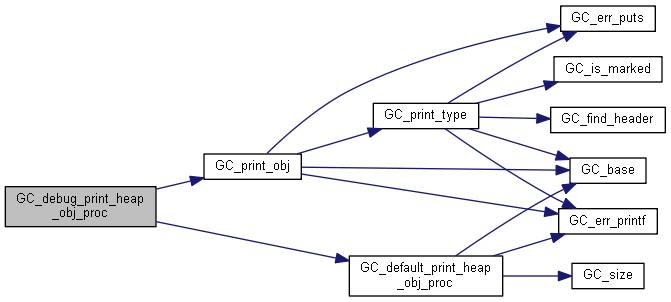 GC_debug_print_heap
_obj_proc
GC_print_obj
GC_print_type
GC_err_puts
GC_is_marked
GC_find_header
GC_base
GC_err_printf
GC_default_print_heap
_obj_proc
GC_size